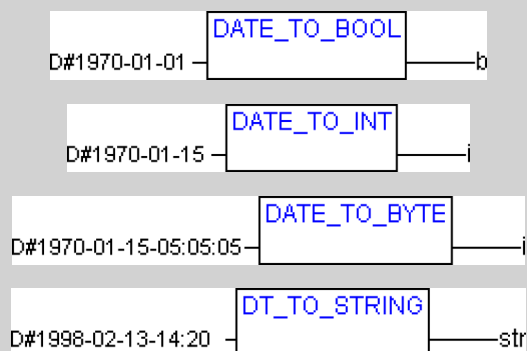 DATE_TO_BOOL
D#1970-01-01 b
DATE_TO_INT
D#1970-01-15 i
DATE_TO_BYTE
D#1970-01-15-05:05:05 i
DT_TO_STRING
D#1998-02-13-14:20 str